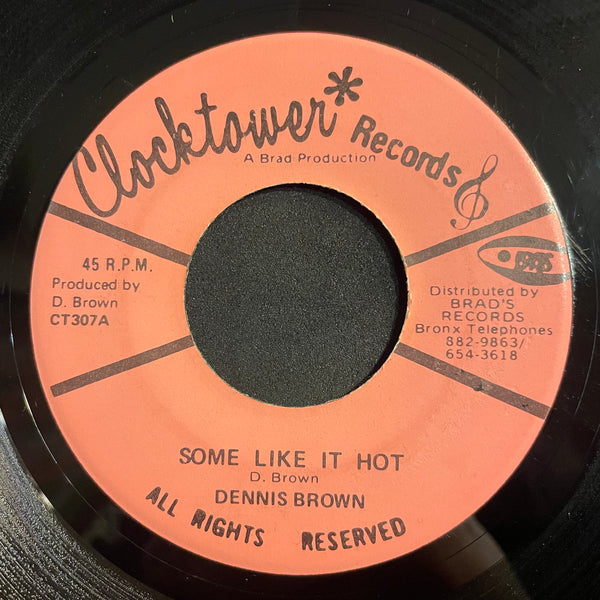 Clocktower* Records
A Brad Production
BRADS
45 R.P.M.
Produced by
D. Brown
CT307A
Distributed by
BRAD'S
RECORDS
Bronx Telephones
882-9863/
654-3618
SOME LIKE IT HOT
D. Brown
DENNIS BROWN
ALL RIGHTS RESERVED